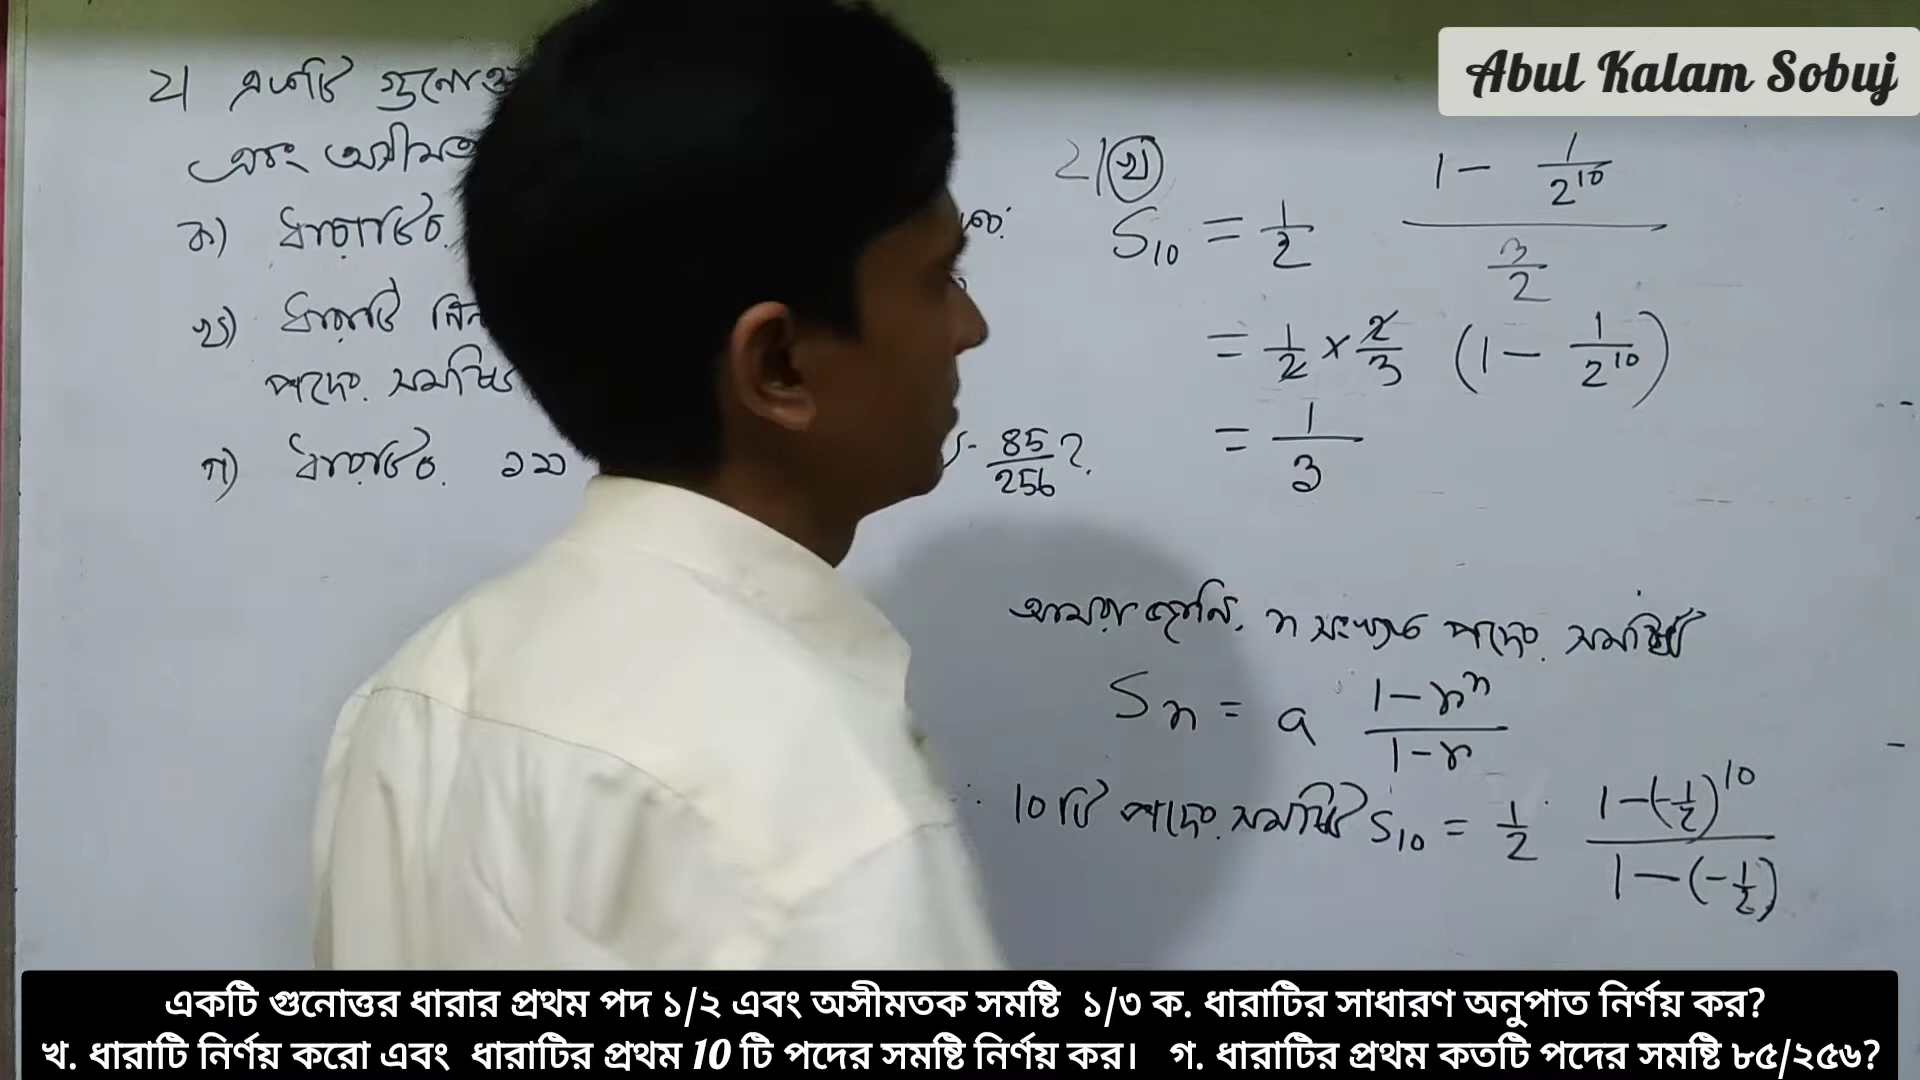 Abul Kalam Sobuj
২। একটি গুনোত্ত
এবং অসীমত
ক) ধারাটির
খ) ধারাটি নির্ণ
পদের সমষ্টি
গ) ধারাটির ১ম 85/256 ?
২। (খ)
S₁₀ = 1/2 (1 - 1/2¹⁰)/(3/2)
= 1/2 × 2/3 (1 - 1/2¹⁰)
= 1/3
আমরা জানি, n সংখ্যক পদের সমষ্টি
Sn = a (1 - rⁿ)/(1 - r)
∴ 10 টি পদের সমষ্টি S₁₀ = 1/2 (1 - (-1/2)¹⁰)/(1 - (-1/2))
একটি গুনোত্তর ধারার প্রথম পদ ১/২ এবং অসীমতক সমষ্টি ১/৩ ক. ধারাটির সাধারণ অনুপাত নির্ণয় কর?
খ. ধারাটি নির্ণয় করো এবং ধারাটির প্রথম 10 টি পদের সমষ্টি নির্ণয় কর। গ. ধারাটির প্রথম কতটি পদের সমষ্টি ৮৫/২৫৬?